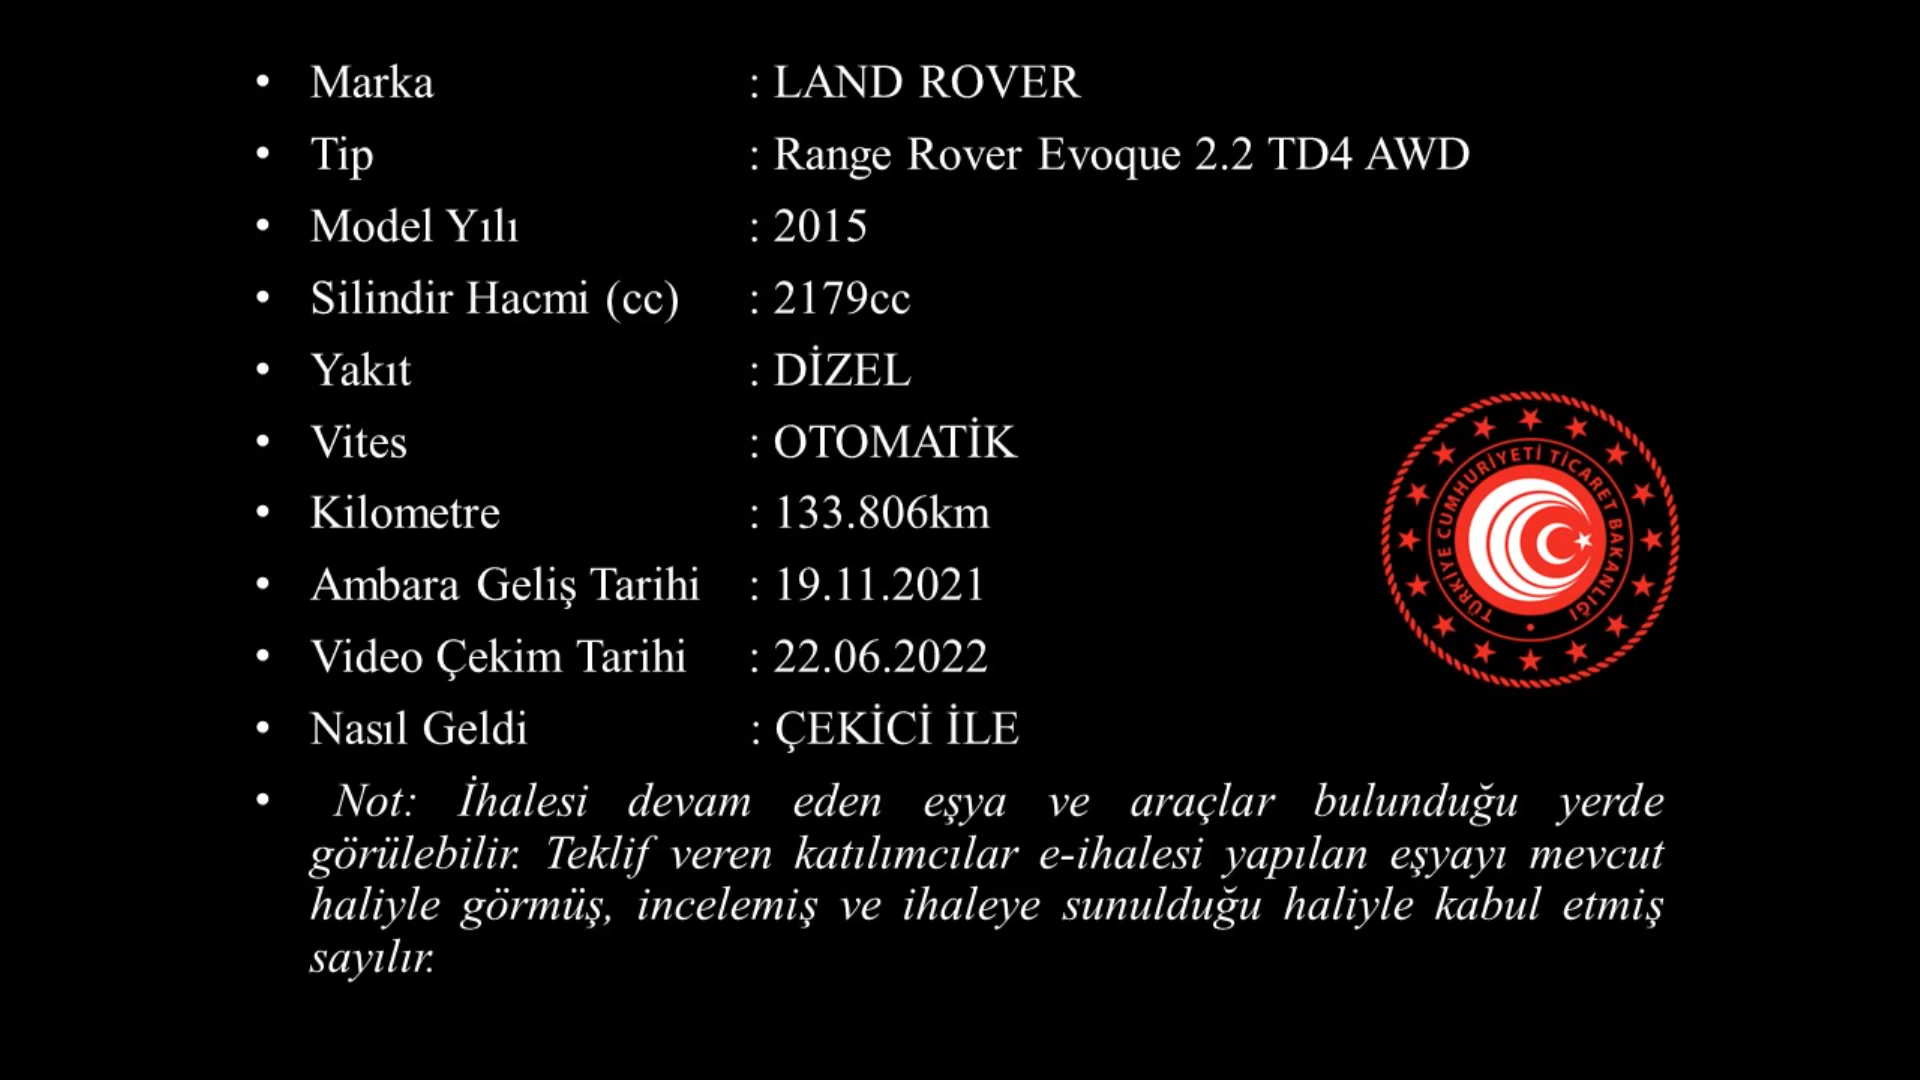 • Marka : LAND ROVER
• Tip : Range Rover Evoque 2.2 TD4 AWD
• Model Yılı : 2015
• Silindir Hacmi (cc) : 2179cc
• Yakıt : DİZEL
• Vites : OTOMATİK
• Kilometre : 133.806km
• Ambara Geliş Tarihi : 19.11.2021
• Video Çekim Tarihi : 22.06.2022
• Nasıl Geldi : ÇEKİCİ İLE
• Not: İhalesi devam eden eşya ve araçlar bulunduğu yerde
görülebilir. Teklif veren katılımcılar e-ihalesi yapılan eşyayı mevcut
haliyle görmüş, incelemiş ve ihaleye sunulduğu haliyle kabul etmiş
sayılır.
TÜRKİYE CUMHURİYETİ TİCARET BAKANLIĞI